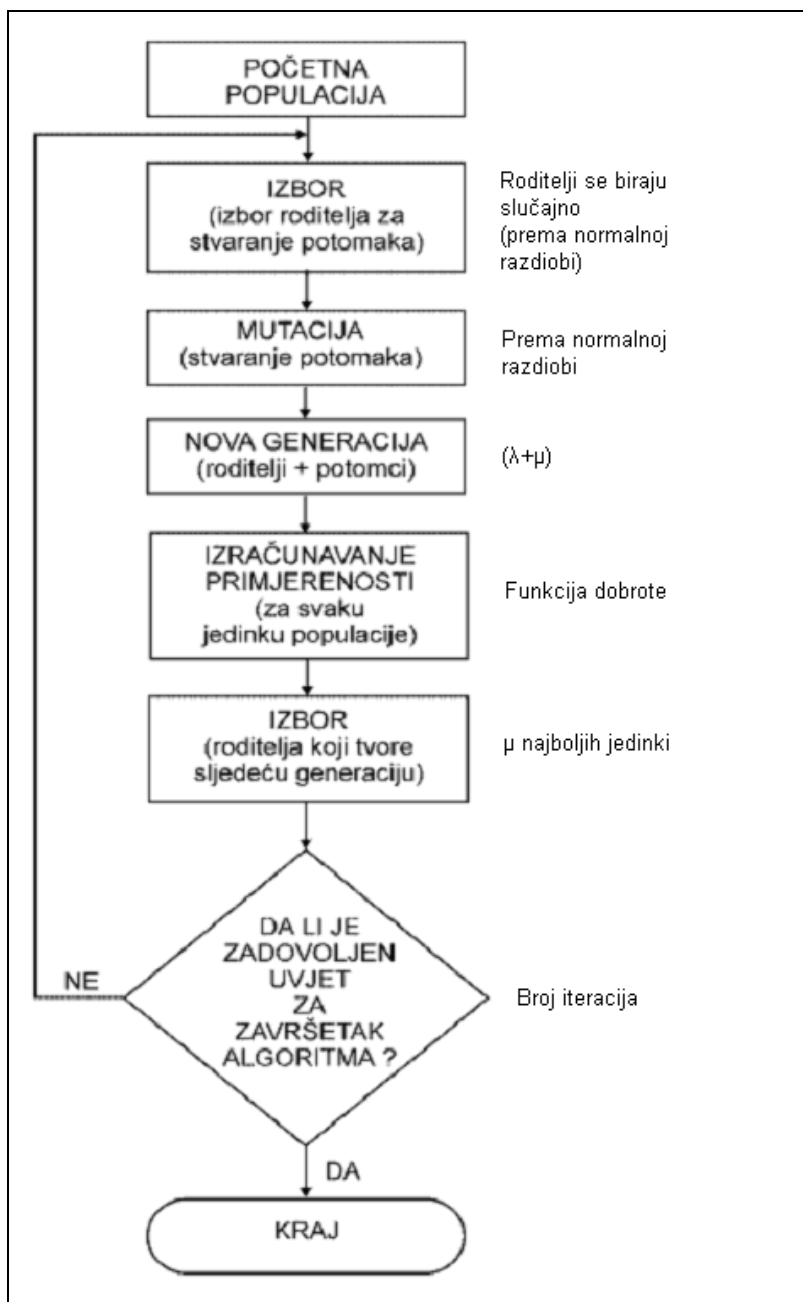 POČETNA
POPULACIJA
IZBOR
(izbor roditelja za
stvaranje potomaka)
Roditelji se biraju
slučajno
(prema normalnoj
razdiobi)
MUTACIJA
(stvaranje potomaka)
Prema normalnoj
razdiobi
NOVA GENERACIJA
(roditelji + potomci)
(λ+μ)
IZRAČUNAVANJE
PRIMJERENOSTI
(za svaku
jedinku populacije)
Funkcija dobrote
IZBOR
(roditelja koji tvore
sljedeću generaciju)
μ najboljih jedinki
DA LI JE
ZADOVOLJEN
UVJET
ZA
ZAVRŠETAK
ALGORITMA ?
NE
Broj iteracija
DA
KRAJ